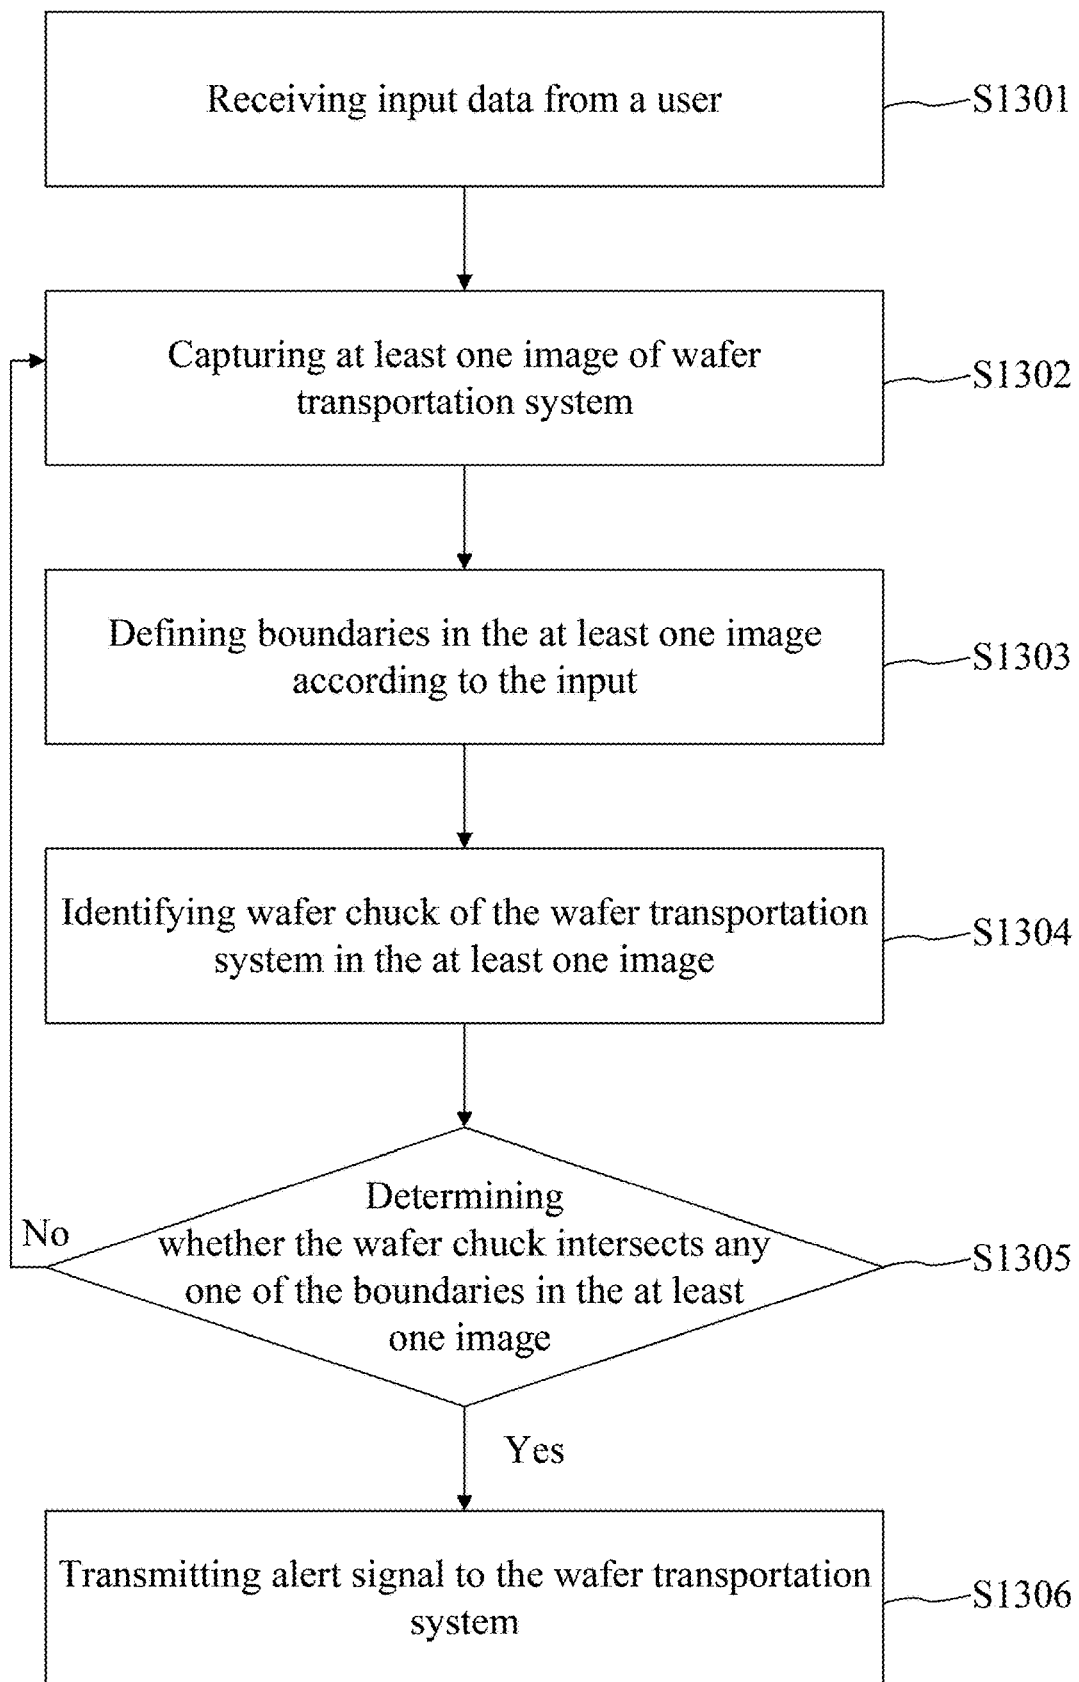 Receiving input data from a user
S1301
Capturing at least one image of wafer
transportation system
S1302
Defining boundaries in the at least one image
according to the input
S1303
Identifying wafer chuck of the wafer transportation
system in the at least one image
S1304
Determining
whether the wafer chuck intersects any
one of the boundaries in the at least
one image
S1305
No
Yes
Transmitting alert signal to the wafer transportation
system
S1306